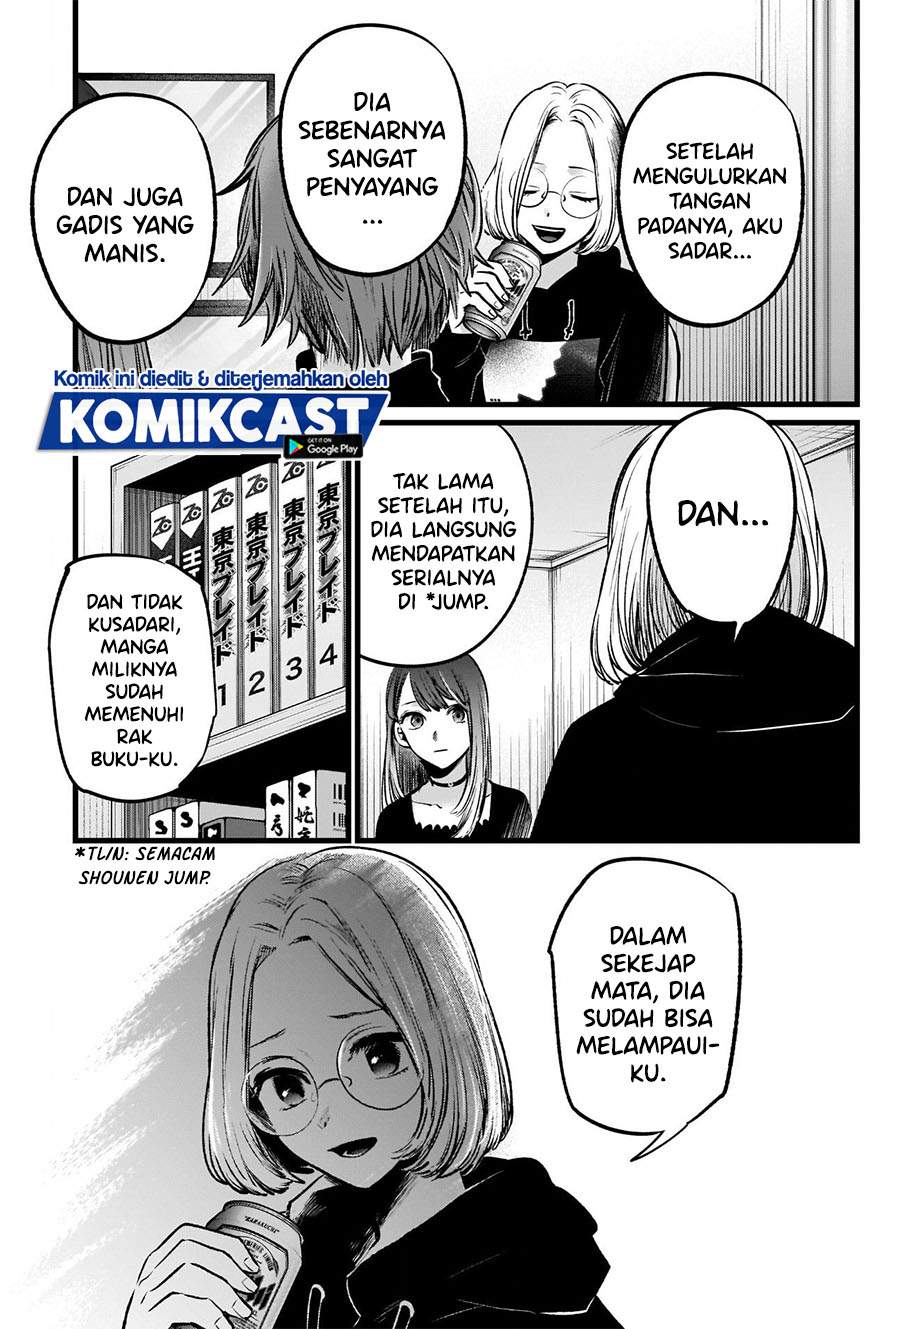 SETELAH
MENGULURKAN
TANGAN
PADANYA, AKU
SADAR...
DIA
SEBENARNYA
SANGAT
PENYAYANG
...
DAN JUGA
GADIS YANG
MANIS.
Komik ini diedit & diterjemahkan oleh
KOMIKCAST
GET IT ON
Google Play
DAN...
TAK LAMA
SETELAH ITU,
DIA LANGSUNG
MENDAPATKAN
SERIALNYA
DI *JUMP.
東京ブレイド
1
東京ブレイド
2
東京ブレイド
3
東京ブレイド
4
DAN TIDAK
KUSADARI,
MANGA
MILIKNYA
SUDAH
MEMENUHI
RAK
BUKU-KU.
*TL/N: SEMACAM
SHOUNEN JUMP.
DALAM
SEKEJAP
MATA, DIA
SUDAH BISA
MELAMPAUI-
KU.
"KARAKUCHI"